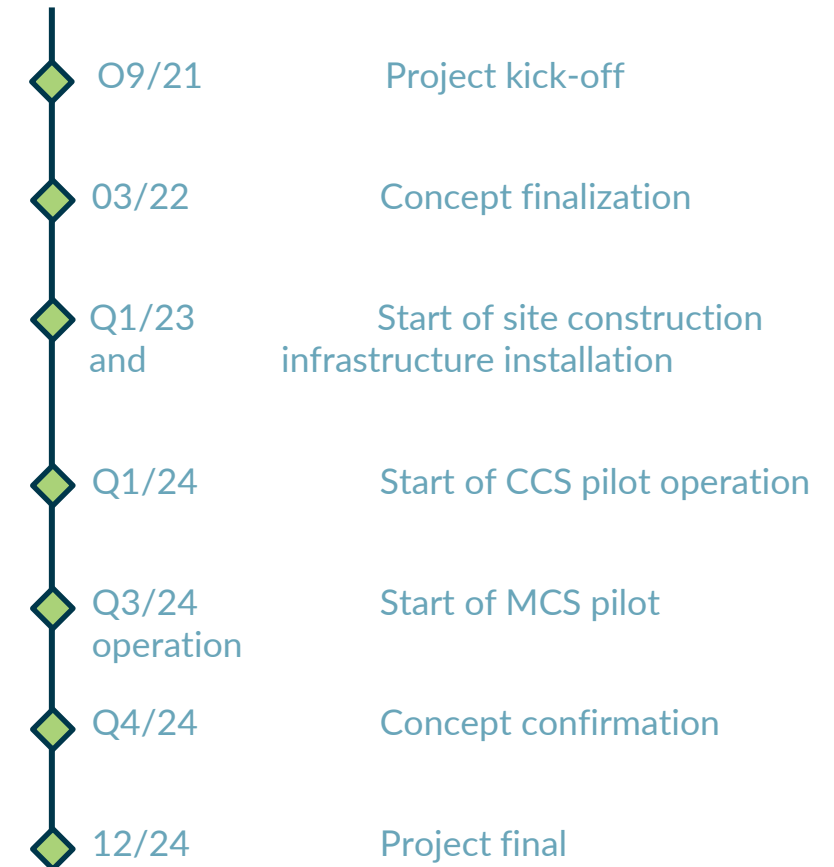 O9/21 Project kick-off
03/22 Concept finalization
Q1/23 Start of site construction
and infrastructure installation
Q1/24 Start of CCS pilot operation
Q3/24 Start of MCS pilot
operation
Q4/24 Concept confirmation
12/24 Project final